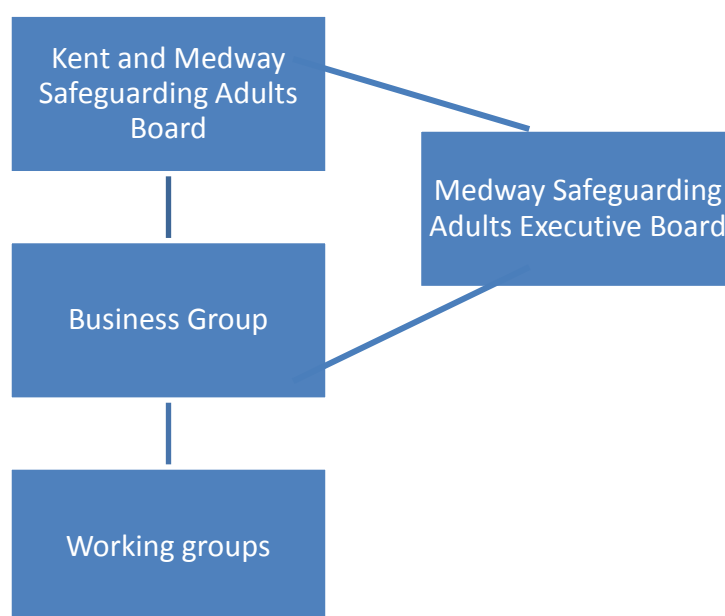 Kent and Medway
Safeguarding Adults
Board
Medway Safeguarding
Adults Executive Board
Business Group
Working groups